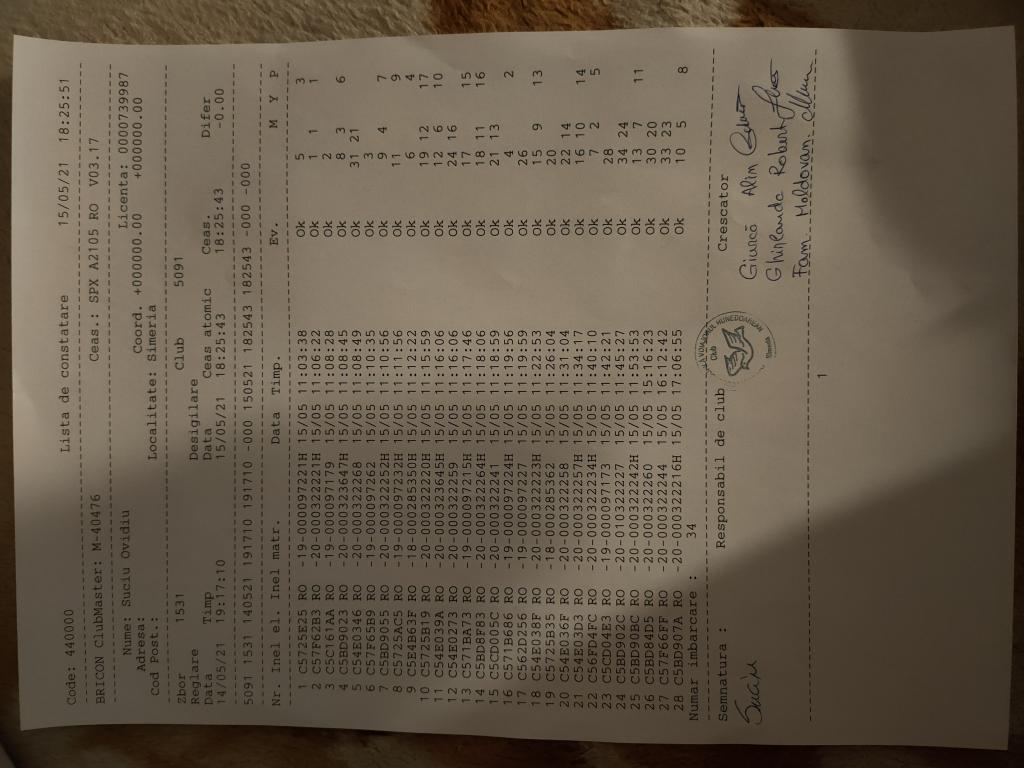 Code: 440000 Lista de constatare 15/05/21 18:25:51
BRICON ClubMaster: M-40476 Ceas.: SPX A2105 RO V03.17
Nume: Suciu Ovidiu Coord. +000000.00 Licenta: 0000739987
Adresa: +000000.00
Cod Post.: Localitate: Simeria
Zbor 1531 Club 5091
Reglare Desigilare
Data Timp Data Ceas atomic Ceas. Difer
14/05/21 19:17:10 15/05/21 18:25:43 18:25:43 -0.00
5091 1531 140521 191710 191710 -000 150521 182543 182543 -000 -000
Nr. Inel el. Inel matr. Data Timp. Ev. M Y P
1 C5725E25 RO -19-0000097221H 15/05 11:03:38 Ok 5 3
2 C57F62B3 RO -20-000322221H 15/05 11:16:22 Ok 1 1 1
3 C5C161AA RO -19-000097179 15/05 11:08:28 Ok 2
4 C5BD9023 RO -20-000323647H 15/05 11:08:45 Ok 8 3 6
5 C54E0346 RO -20-000322268 15/05 11:08:49 Ok 31 21
6 C57F65B9 RO -19-000097262 15/05 11:10:35 Ok 3
7 C5BD9055 RO -20-000322252H 15/05 11:10:56 Ok 9 4 7
8 C5725AC5 RO -19-000097232H 15/05 11:11:56 Ok 11 9
9 C5E4E63F RO -18-000285350H 15/05 11:12:22 Ok 6 4
10 C5725B19 RO -20-000322220H 15/05 11:15:59 Ok 19 12 17
11 C54E039A RO -20-000323645H 15/05 11:16:06 Ok 12 6 10
12 C54E0273 RO -20-000322259 15/05 11:16:06 Ok 24 16
13 C571BA73 RO -19-000097215H 15/05 11:17:46 Ok 17 15
14 C5BD8F83 RO -20-000322264H 15/05 11:18:06 Ok 18 11 16
15 C5CD005C RO -20-000322241 15/05 11:18:59 Ok 21 13
16 C571B686 RO -19-000097224H 15/05 11:19:56 Ok 4 2
17 C562D256 RO -19-000097227 15/05 11:19:59 Ok 26
18 C54E038F RO -20-000322223H 15/05 11:22:53 Ok 15 9 13
19 C5725B35 RO -18-000285362 15/05 11:26:04 Ok 20
20 C54E036F RO -20-000322258 15/05 11:31:04 Ok 22 14
21 C54E03D3 RO -20-000322257H 15/05 11:34:17 Ok 16 10 14
22 C56FD4FC RO -20-000322234H 15/05 11:40:10 Ok 7 2 5
23 C5CD04E3 RO -19-000097173 15/05 11:42:21 Ok 28
24 C5BD902C RO -20-010322227 15/05 11:45:27 Ok 34 24
25 C5BD90BC RO -20-000322242H 15/05 11:53:53 Ok 13 7 11
26 C5BD84D5 RO -20-000322260 15/05 15:16:23 Ok 30 20
27 C57F66FF RO -20-000322244 15/05 16:12:42 Ok 33 23
28 C5BD907A RO -20-000322216H 15/05 17:06:55 Ok 10 5 8
Numar imbarcare : 34
Semnatura : Responsabil de club Crescator
Suciu
HUNEDOREAN
Club
Giurcă Alin
Ghirlanda Robert
Fam. Moldovan.
1